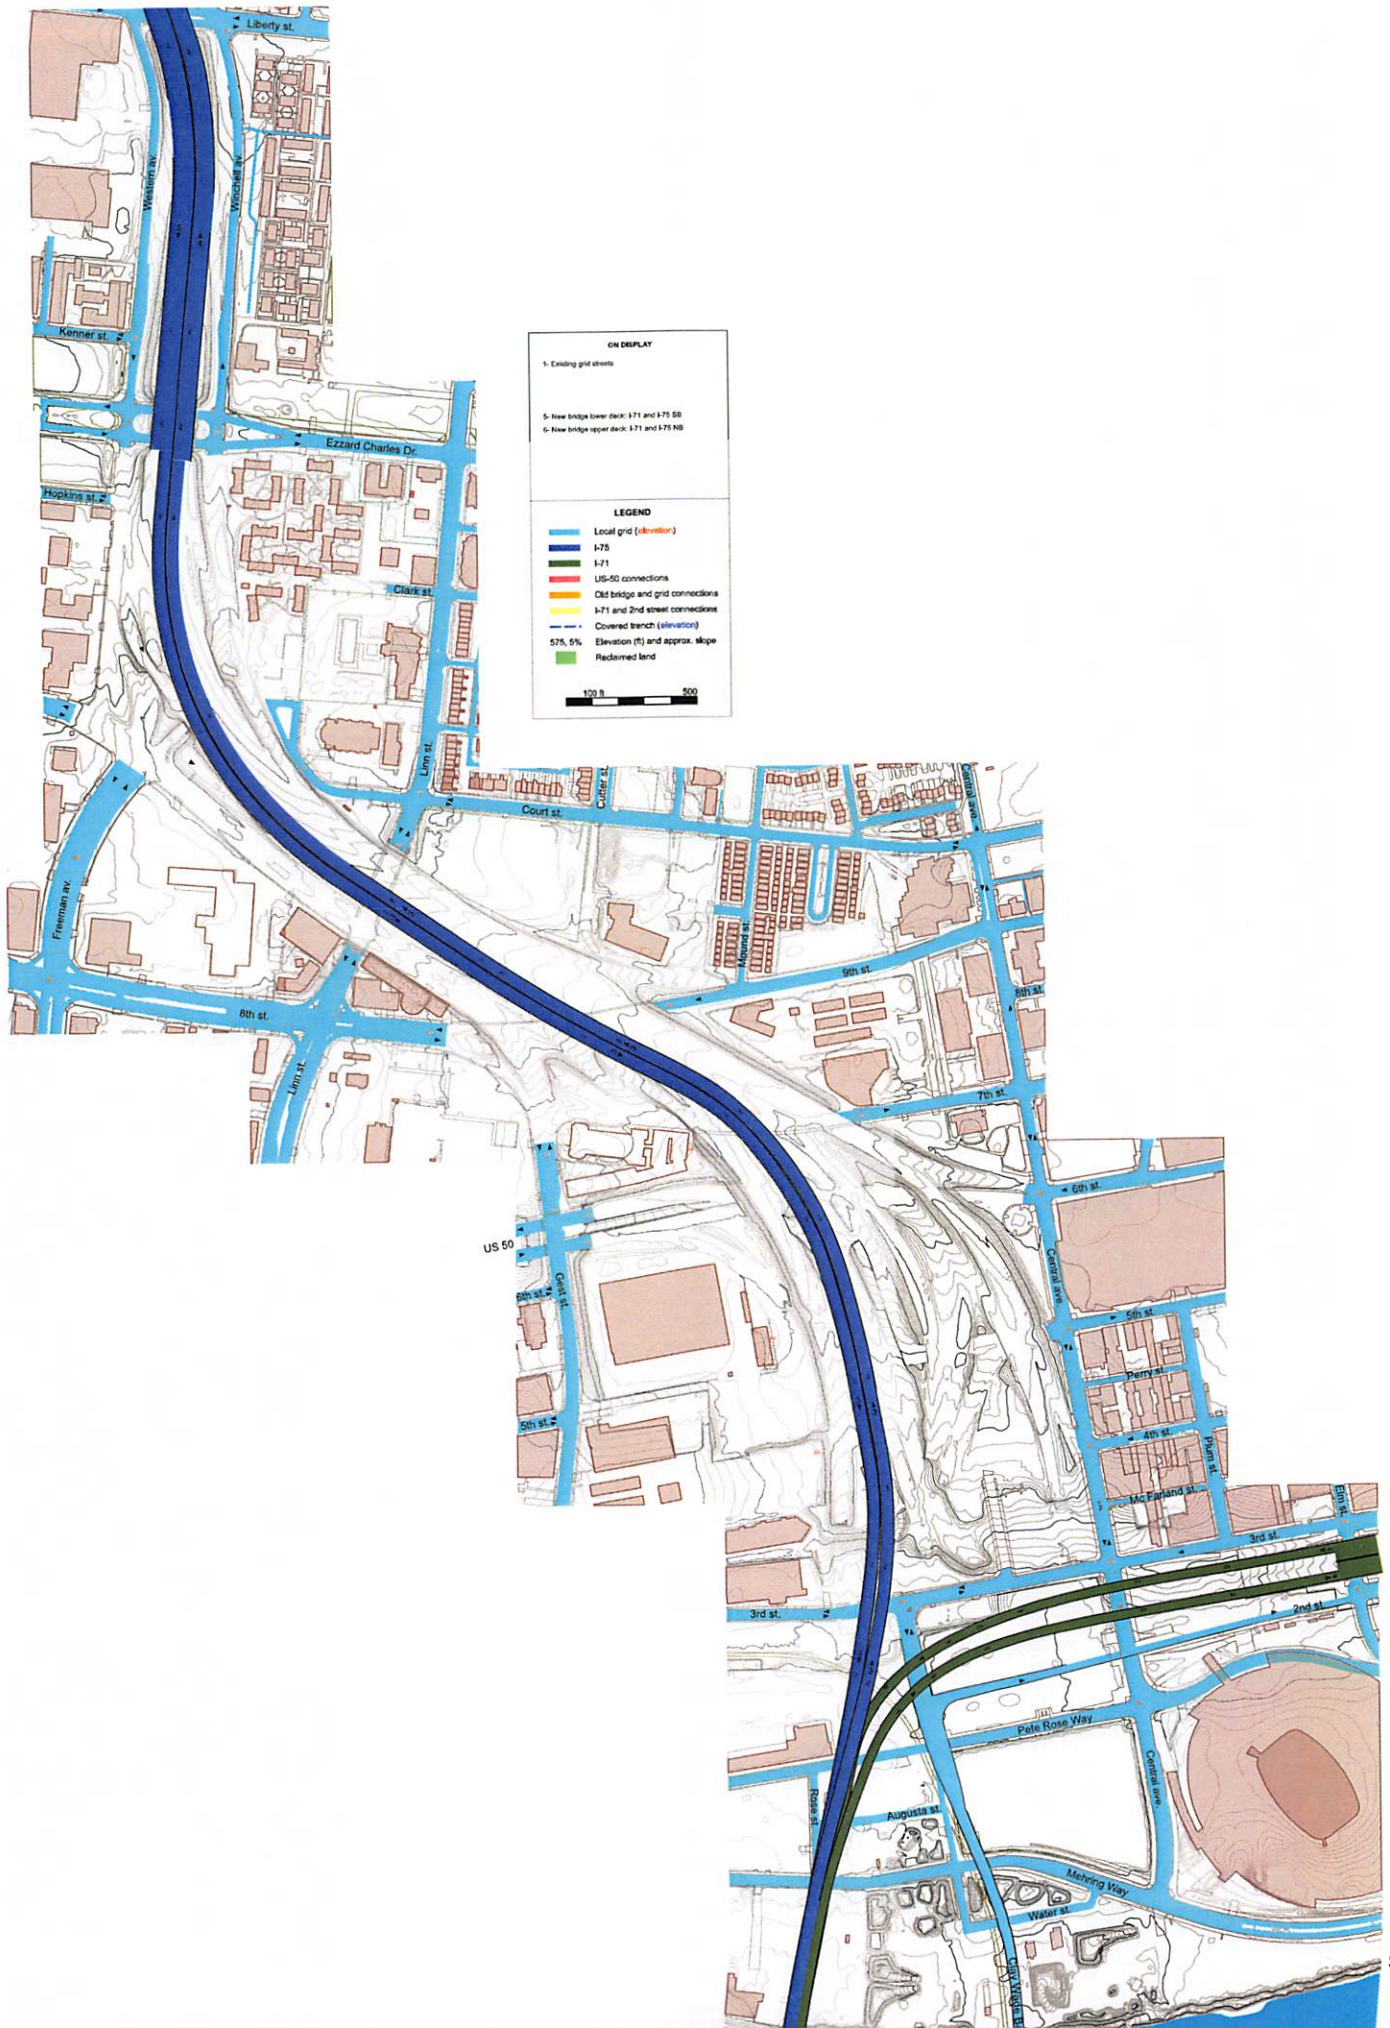 Liberty st.
Western av.
Winchell av.
Kenner st.
ON DISPLAY
1- Existing grid streets
5- New bridge lower deck: I-71 and I-75 SB
6- New bridge upper deck: I-71 and I-75 NB
Ezzard Charles Dr.
Hopkins st.
LEGEND
Local grid (elevation)
I-75
I-71
US-50 connections
Old bridge and grid connections
I-71 and 2nd street connections
Covered trench (elevation)
575, 5% Elevation (ft) and approx. slope
Reclaimed land
100 ft 500
Clark st.
Linn st.
Cutter st.
Court st.
Central ave.
Freeman av.
Mound st.
9th st.
8th st.
8th st.
Linn st.
7th st.
6th st.
US 50
Gest st.
6th st.
Central ave.
5th st.
Perry st.
5th st.
4th st.
Plum st.
Mc Farland st.
Elm st.
3rd st.
3rd st.
2nd st.
Pete Rose Way
Rose st.
Central ave.
Augusta st.
Mehring Way
Water st.
Clay Wade B